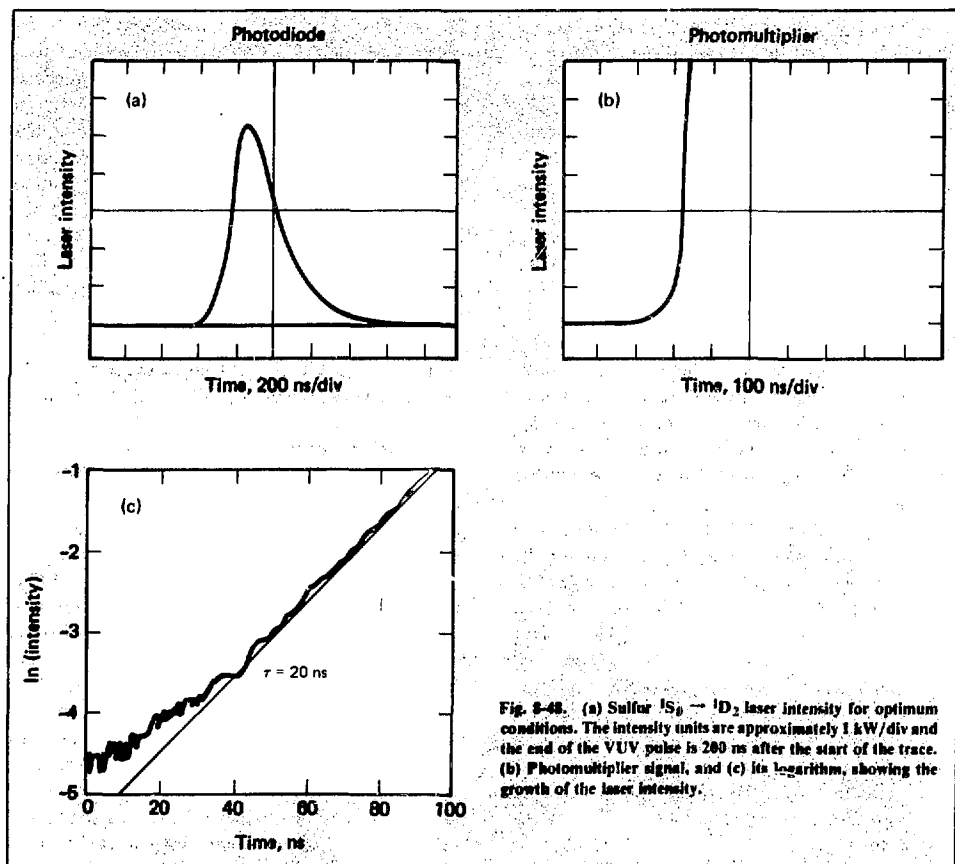 Photodiode
(a)
Laser intensity
Time, 200 ns/div
Photomultiplier
(b)
Laser intensity
Time, 100 ns/div
(c)
ln (intensity)
-1
-2
-3
-4
-5
τ = 20 ns
0 20 40 60 80 100
Time, ns
Fig. 8-48. (a) Sulfur ¹S₀ → ¹D₂ laser intensity for optimum
conditions. The intensity units are approximately 1 kW/div and
the end of the VUV pulse is 200 ns after the start of the trace.
(b) Photomultiplier signal, and (c) its logarithm, showing the
growth of the laser intensity.